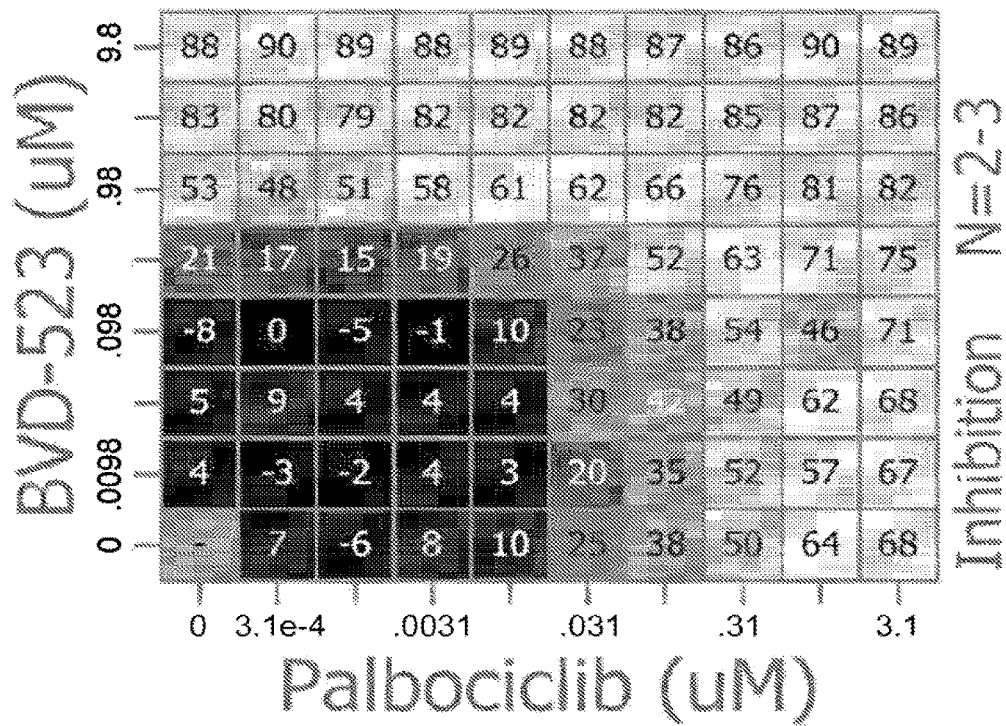 BVD-523 (uM)
9.8 88 90 89 88 89 88 87 86 90 89
83 80 79 82 82 82 82 85 87 86
.98 53 48 51 58 61 62 66 76 81 82
21 17 15 19 26 37 52 63 71 75
.098 -8 0 -5 -1 10 23 38 54 46 71
5 9 4 4 4 30 42 49 62 68
.0098 4 -3 -2 4 3 20 35 52 57 67
0 - 7 -6 8 10 25 38 50 64 68
0 3.1e-4 .0031 .031 .31 3.1
Palbociclib (uM)
Inhibition N=2-3